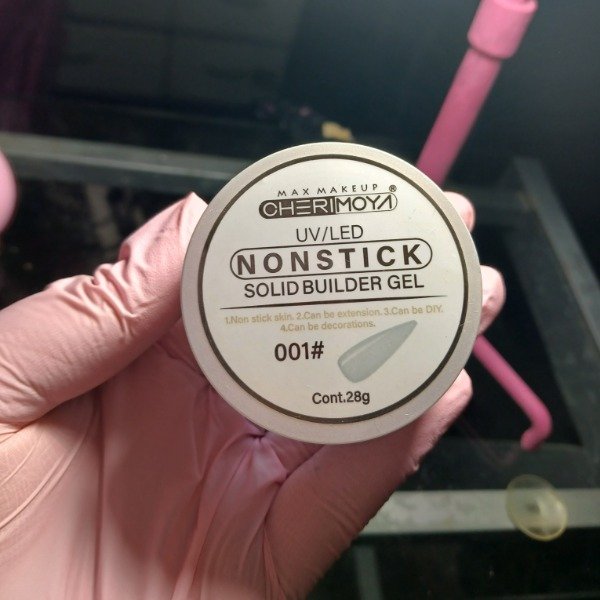 MAX MAKEUP
CHERIMOYA®
UV/LED
NONSTICK
SOLID BUILDER GEL
1.Non stick skin. 2.Can be extension. 3.Can be DIY.
4.Can be decorations.
001#
Cont.28g